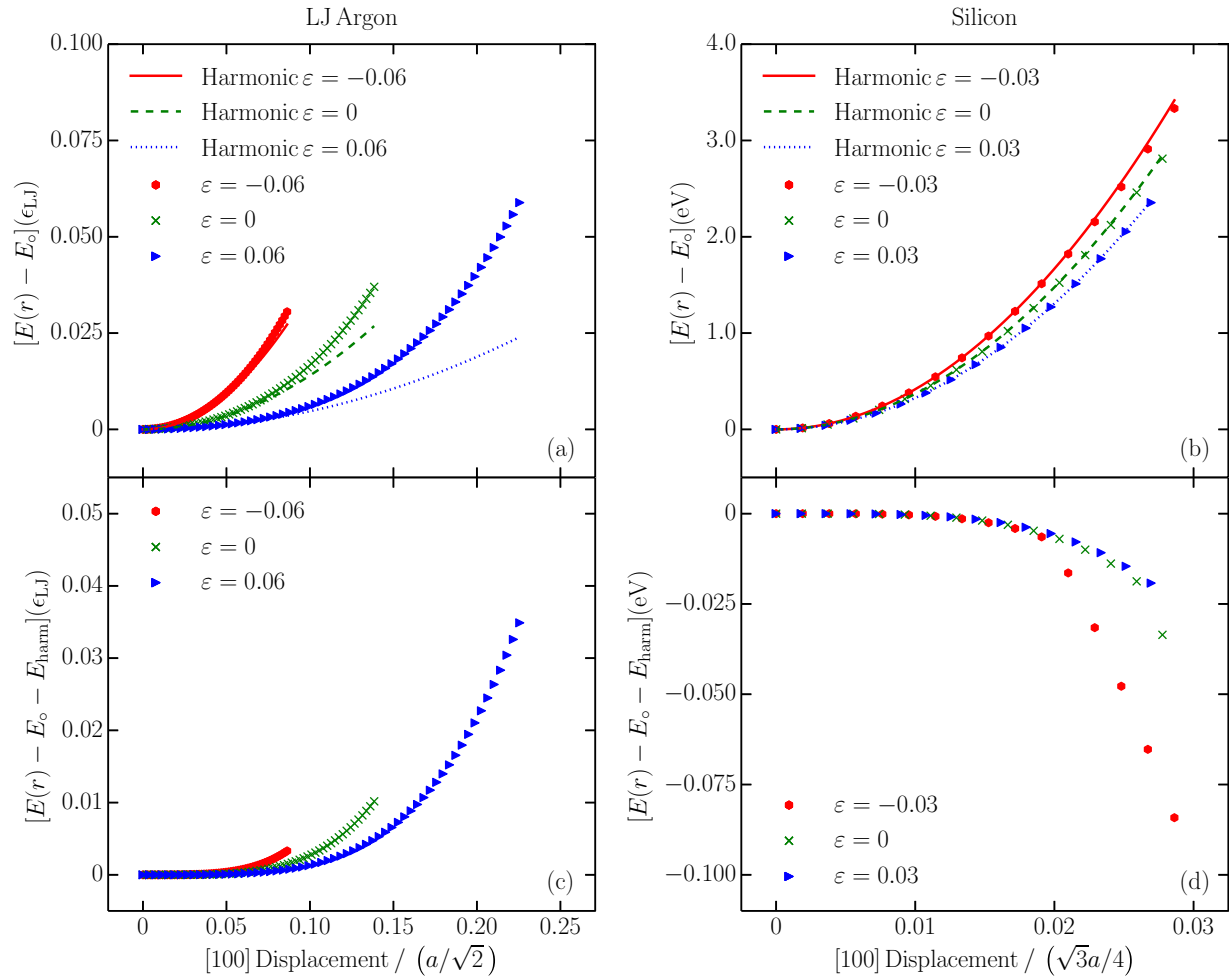 LJ Argon
0.100
0.075
0.050
0.025
0
[E(r) − E∘](ϵLJ)
Harmonic ε = −0.06
Harmonic ε = 0
Harmonic ε = 0.06
ε = −0.06
ε = 0
ε = 0.06
(a)
Silicon
4.0
3.0
2.0
1.0
0
[E(r) − E∘](eV)
Harmonic ε = −0.03
Harmonic ε = 0
Harmonic ε = 0.03
ε = −0.03
ε = 0
ε = 0.03
(b)
0.05
0.04
0.03
0.02
0.01
0
[E(r) − E∘ − Eharm](ϵLJ)
ε = −0.06
ε = 0
ε = 0.06
(c)
0 0.05 0.10 0.15 0.20 0.25
[100] Displacement / (a/√2)
0
−0.025
−0.050
−0.075
−0.100
[E(r) − E∘ − Eharm](eV)
ε = −0.03
ε = 0
ε = 0.03
(d)
0 0.01 0.02 0.03
[100] Displacement / (√3a/4)